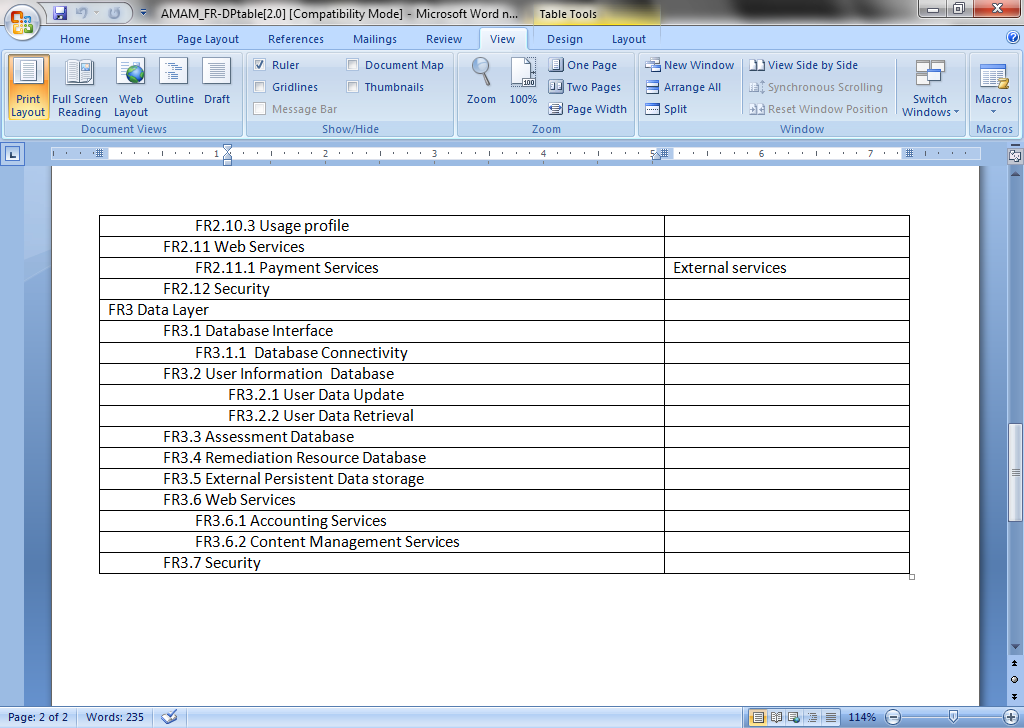 AMAM_FR-DPtable[2.0] [Compatibility Mode] - Microsoft Word n... Table Tools
Home Insert Page Layout References Mailings Review View Design Layout
Print Layout Full Screen Reading Web Layout Outline Draft
Document Views
Ruler Document Map
Gridlines Thumbnails
Message Bar
Show/Hide
Zoom 100% One Page
Two Pages
Page Width
Zoom
New Window View Side by Side
Arrange All Synchronous Scrolling
Split Reset Window Position
Switch Windows
Window
Macros
Macros
1 2 3 4 5 6 7
FR2.10.3 Usage profile
FR2.11 Web Services
FR2.11.1 Payment Services External services
FR2.12 Security
FR3 Data Layer
FR3.1 Database Interface
FR3.1.1 Database Connectivity
FR3.2 User Information Database
FR3.2.1 User Data Update
FR3.2.2 User Data Retrieval
FR3.3 Assessment Database
FR3.4 Remediation Resource Database
FR3.5 External Persistent Data storage
FR3.6 Web Services
FR3.6.1 Accounting Services
FR3.6.2 Content Management Services
FR3.7 Security
Page: 2 of 2 Words: 235 114%